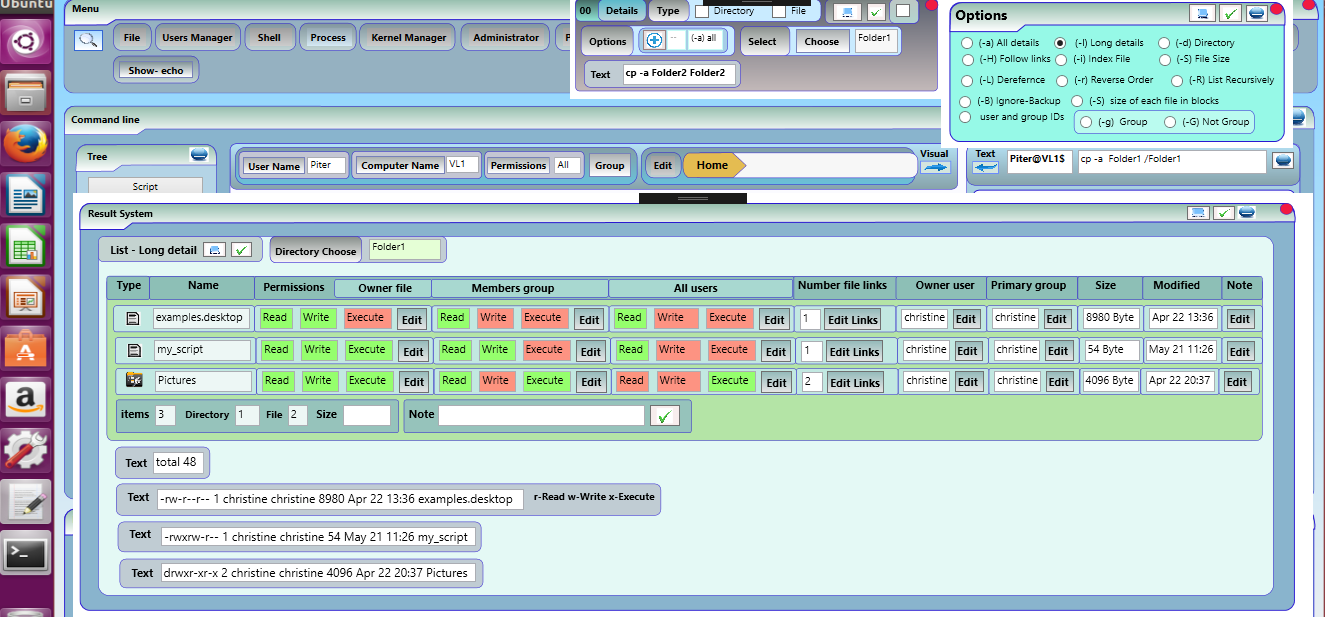 Ubuntu
Menu
File Users Manager Shell Process Kernel Manager Administrator P
Show- echo
00 Details Type Directory File
Options -- (-a) all Select Choose Folder1
Text cp -a Folder2 Folder2
Options
(-a) All details (-l) Long details (-d) Directory
(-H) Follow links (-i) Index File (-S) File Size
(-L) Derefernce (-r) Reverse Order (-R) List Recursively
(-B) Ignore-Backup (-S) size of each file in blocks
user and group IDs (-g) Group (-G) Not Group
Command line
Tree
Script
User Name Piter Computer Name VL1 Permissions All Group Edit Home Visual
Text Piter@VL1$ cp -a Folder1 /Folder1
Result System
List - Long detail Directory Choose Folder1
Type Name Permissions Owner file Members group All users Number file links Owner user Primary group Size Modified Note
examples.desktop Read Write Execute Edit Read Write Execute Edit Read Write Execute Edit 1 Edit Links christine Edit christine Edit 8980 Byte Apr 22 13:36 Edit
my_script Read Write Execute Edit Read Write Execute Edit Read Write Execute Edit 1 Edit Links christine Edit christine Edit 54 Byte May 21 11:26 Edit
Pictures Read Write Execute Edit Read Write Execute Edit Read Write Execute Edit 2 Edit Links christine Edit christine Edit 4096 Byte Apr 22 20:37 Edit
items 3 Directory 1 File 2 Size Note
Text total 48
Text -rw-r--r-- 1 christine christine 8980 Apr 22 13:36 examples.desktop r-Read w-Write x-Execute
Text -rwxrw-r-- 1 christine christine 54 May 21 11:26 my_script
Text drwxr-xr-x 2 christine christine 4096 Apr 22 20:37 Pictures